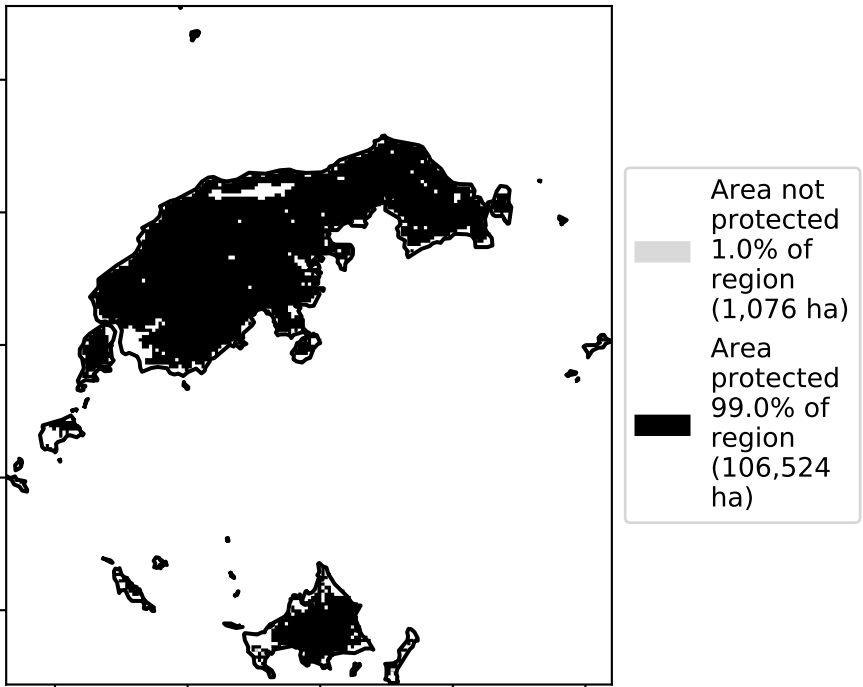 Area not
protected
1.0% of
region
(1,076 ha)
Area
protected
99.0% of
region
(106,524
ha)